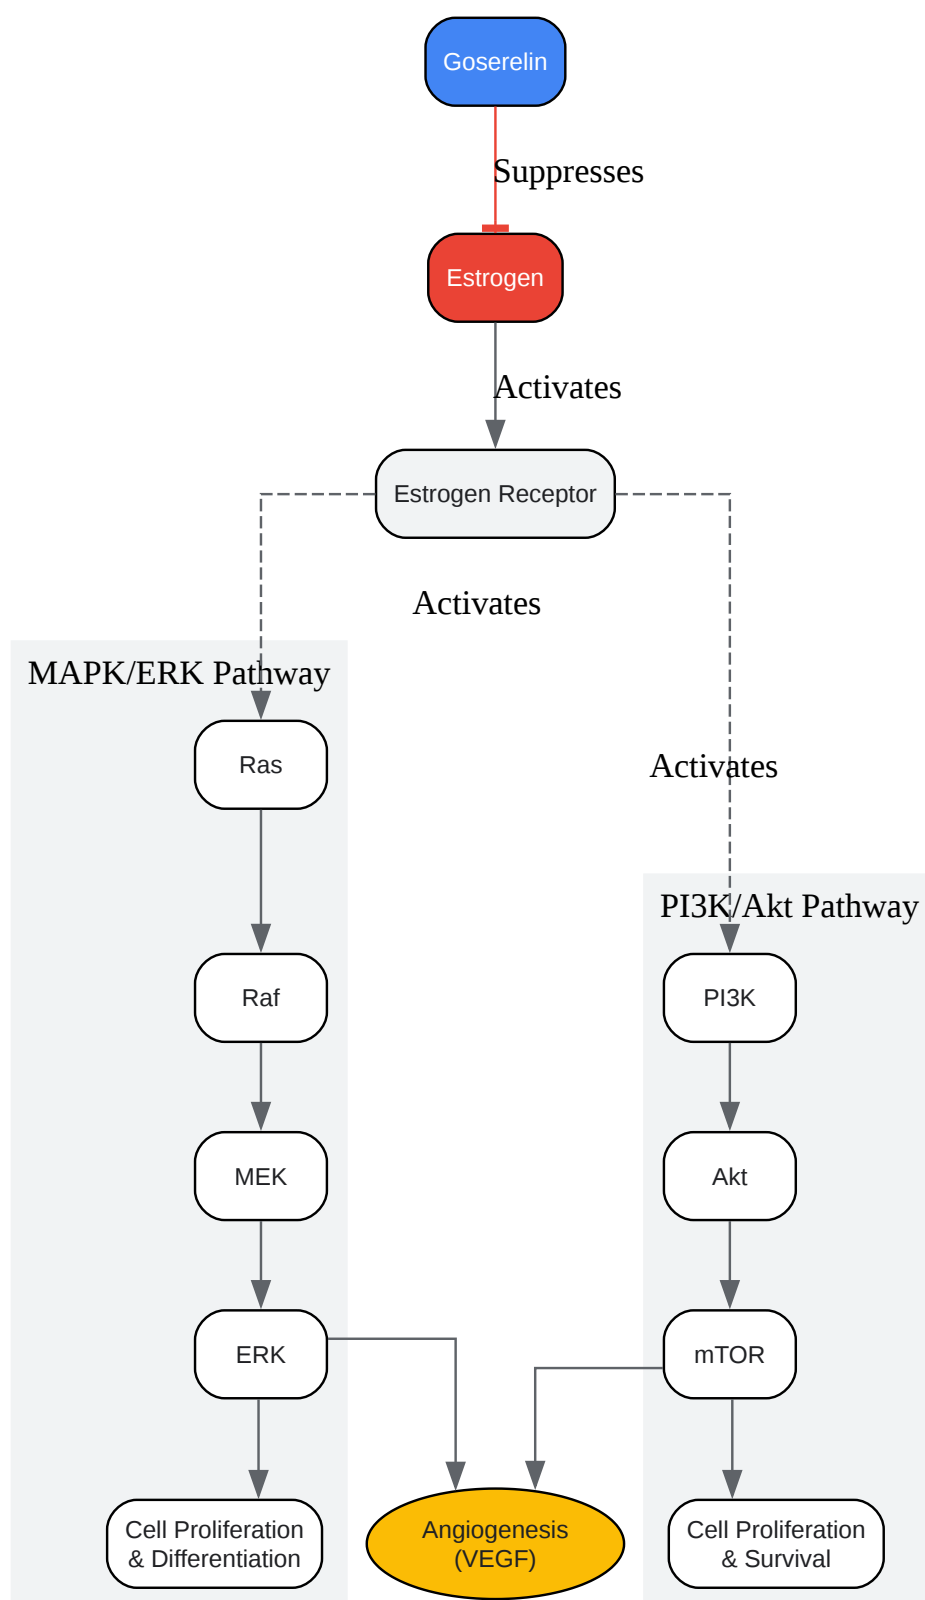 Goserelin
Suppresses
Estrogen
Activates
Estrogen Receptor
Activates
MAPK/ERK Pathway
Ras
Activates
PI3K/Akt Pathway
Raf
PI3K
MEK
Akt
ERK
mTOR
Cell Proliferation
& Differentiation
Angiogenesis
(VEGF)
Cell Proliferation
& Survival